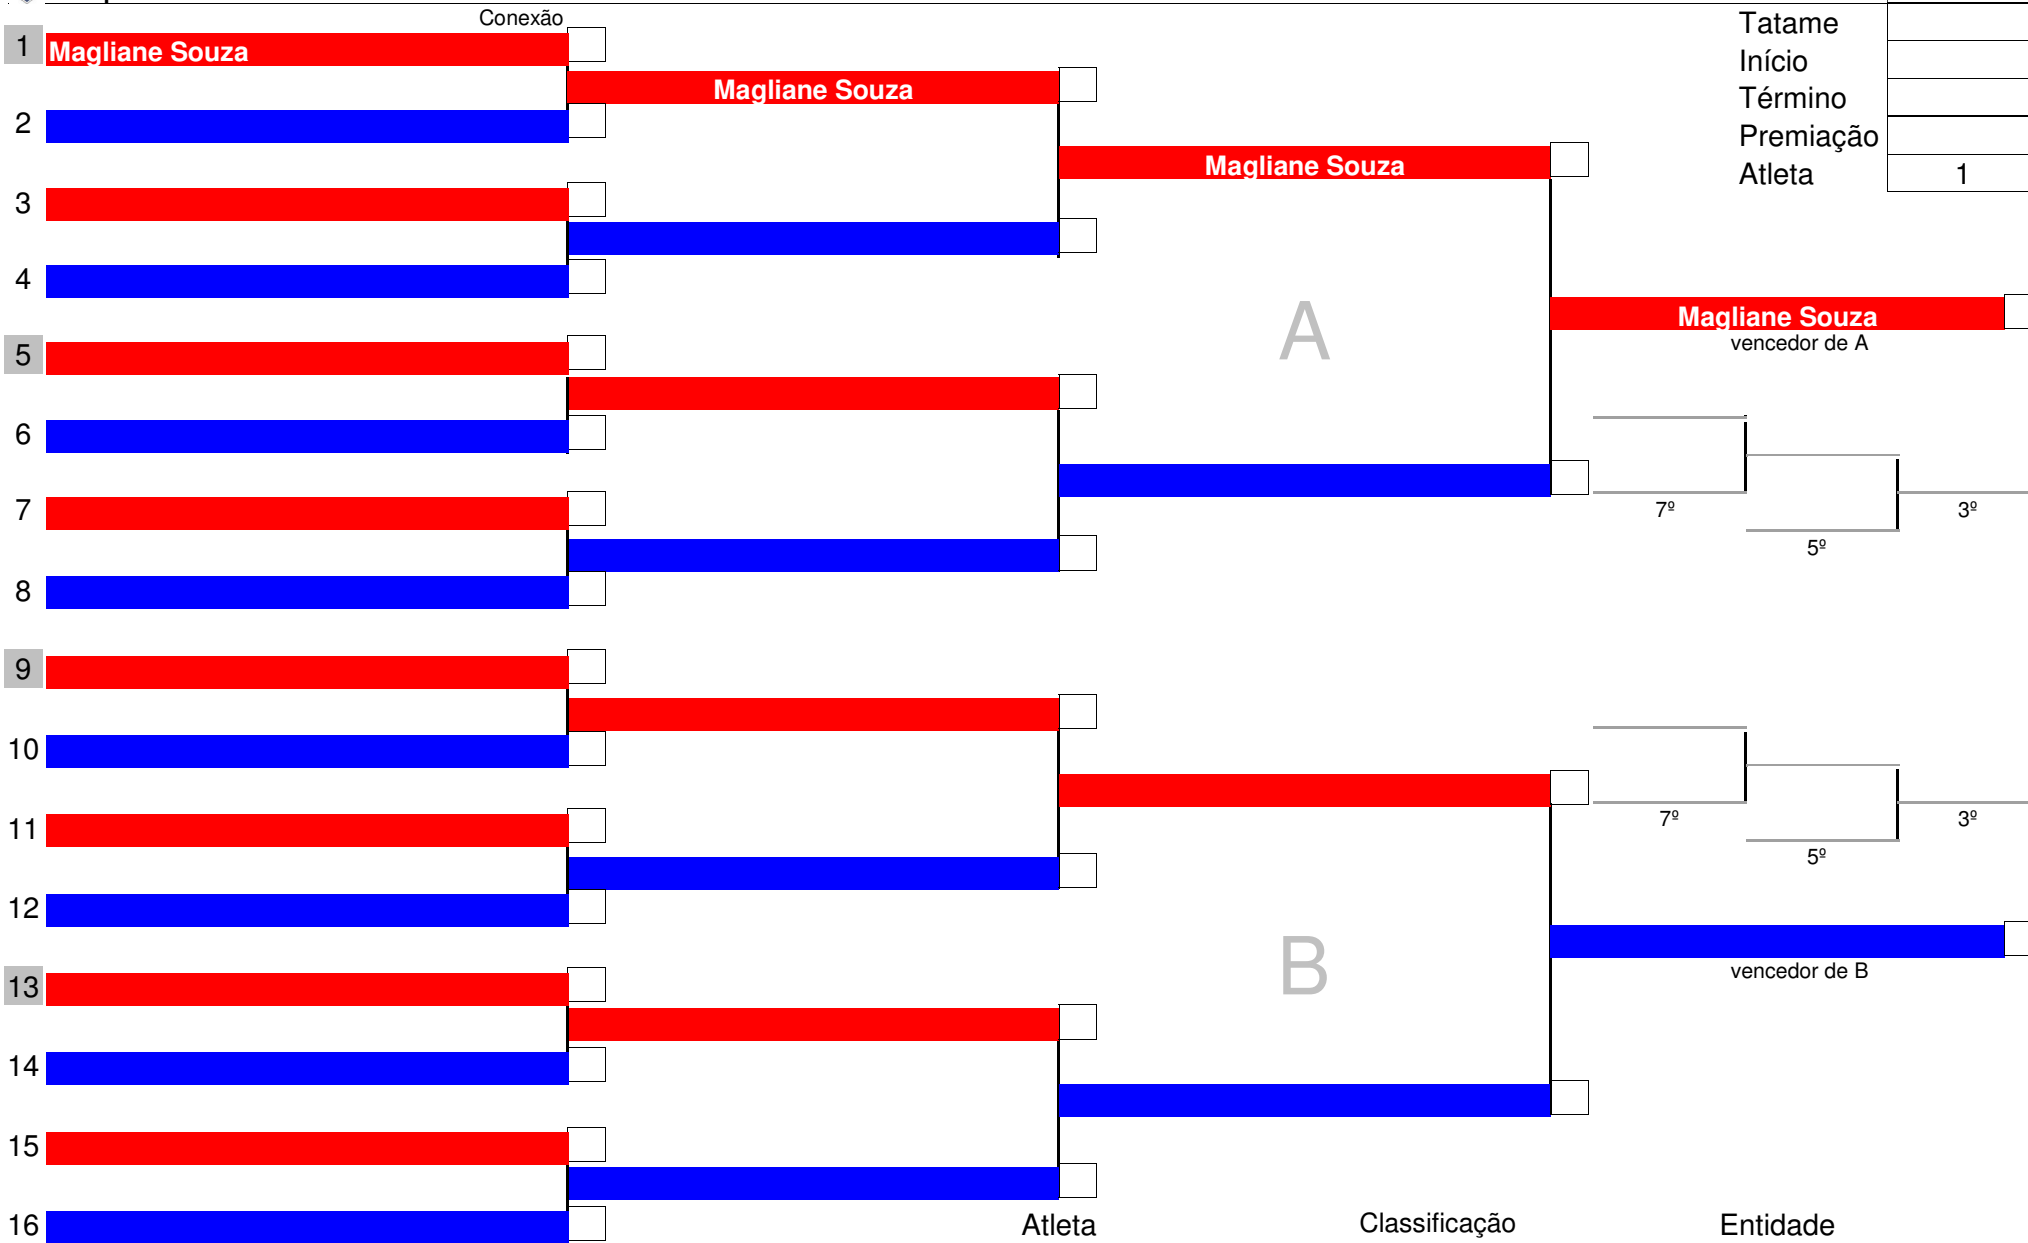 Conexão
Tatame
1 Magliane Souza
Início
Magliane Souza
Término
2
Premiação
Magliane Souza
Atleta 1
3
4
Magliane Souza
A
vencedor de A
5
6
7
7º 3º
5º
8
9
10
11
7º 3º
5º
12
B
vencedor de B
13
14
15
16
Atleta Classificação Entidade